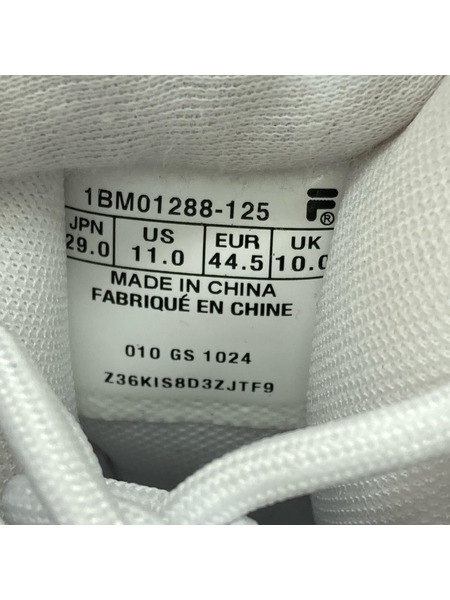 1BM01288-125
JPN US EUR UK
29.0 11.0 44.5 10.0
MADE IN CHINA
FABRIQUÉ EN CHINE
010 GS 1024
Z36KIS8D3ZJTF9